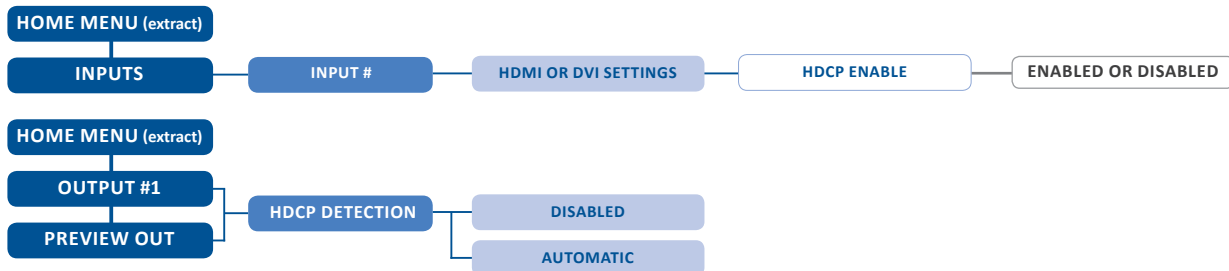 HOME MENU (extract)
INPUTS
INPUT #
HDMI OR DVI SETTINGS
HDCP ENABLE
ENABLED OR DISABLED
HOME MENU (extract)
OUTPUT #1
HDCP DETECTION
DISABLED
PREVIEW OUT
AUTOMATIC